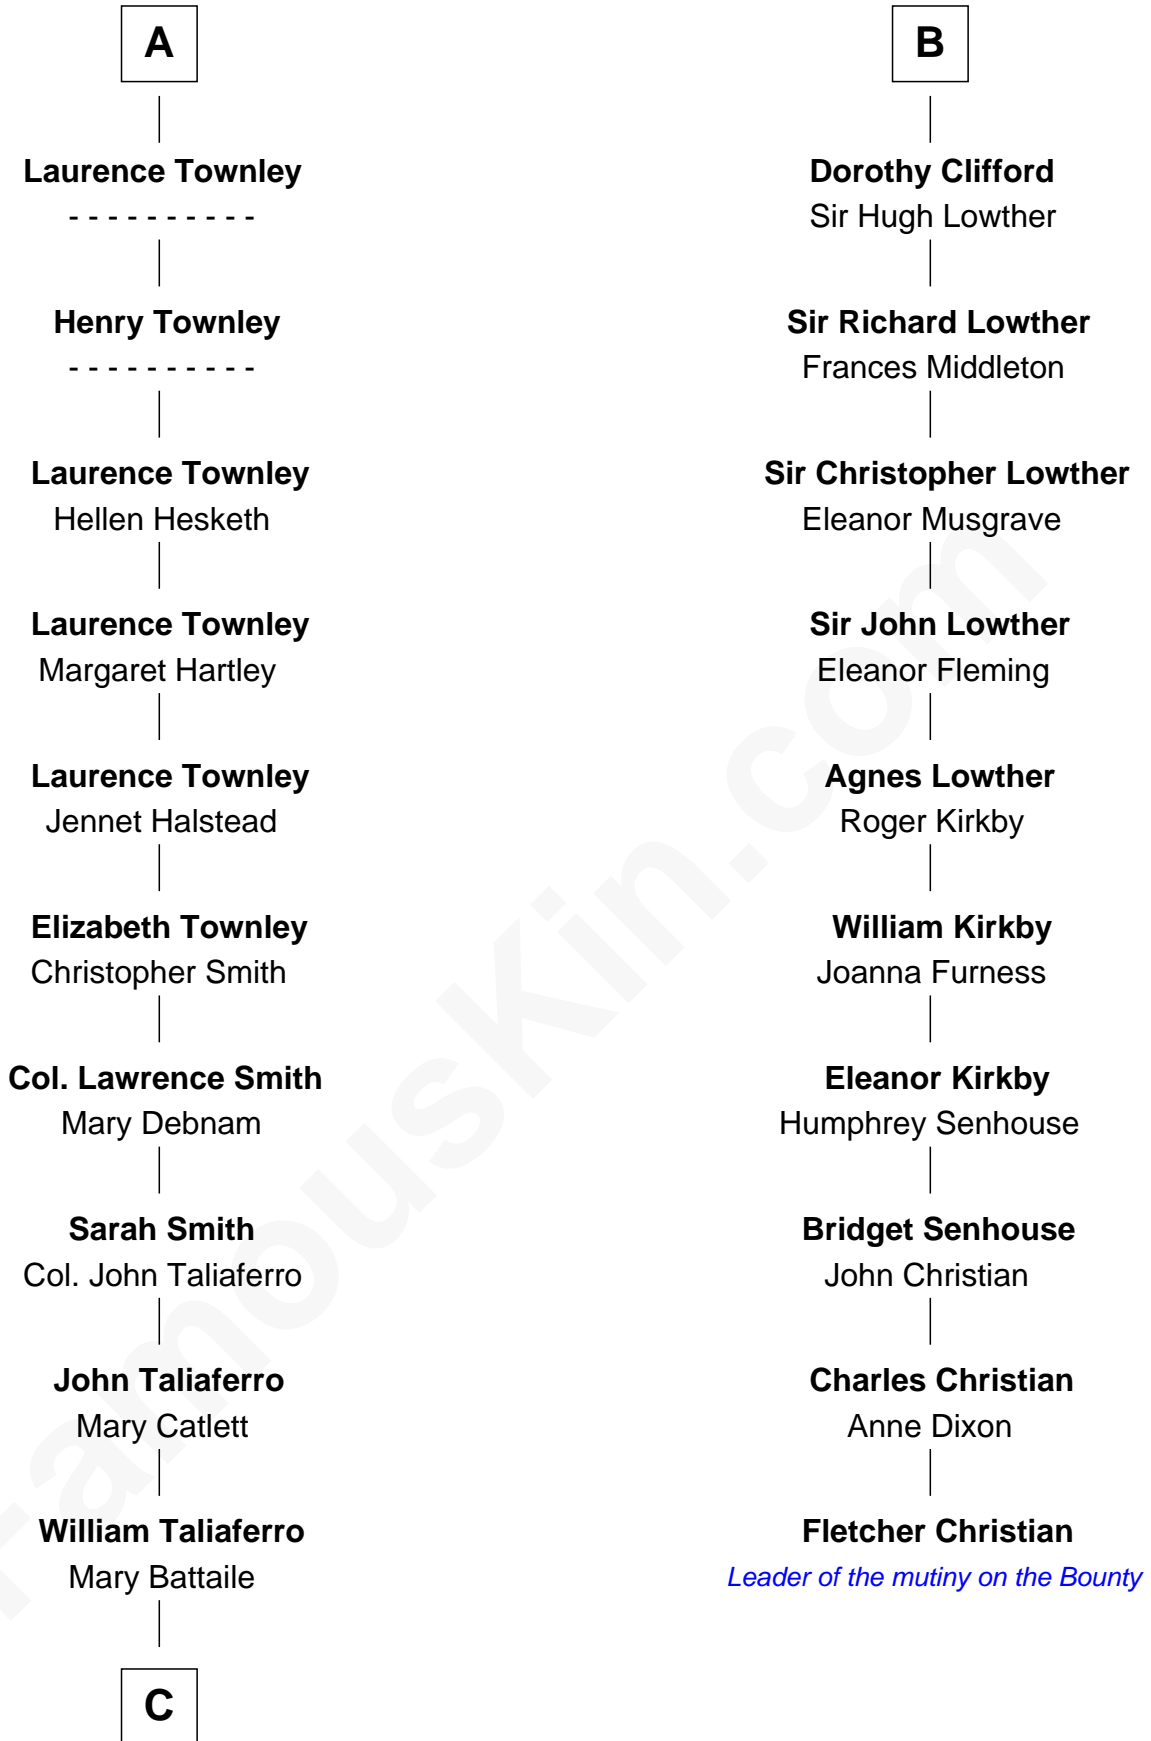 A
Laurence Townley
- - - - - - - - - -
Henry Townley
- - - - - - - - - -
Laurence Townley
Hellen Hesketh
Laurence Townley
Margaret Hartley
Laurence Townley
Jennet Halstead
Elizabeth Townley
Christopher Smith
Col. Lawrence Smith
Mary Debnam
Sarah Smith
Col. John Taliaferro
John Taliaferro
Mary Catlett
William Taliaferro
Mary Battaile
C
B
Dorothy Clifford
Sir Hugh Lowther
Sir Richard Lowther
Frances Middleton
Sir Christopher Lowther
Eleanor Musgrave
Sir John Lowther
Eleanor Fleming
Agnes Lowther
Roger Kirkby
William Kirkby
Joanna Furness
Eleanor Kirkby
Humphrey Senhouse
Bridget Senhouse
John Christian
Charles Christian
Anne Dixon
Fletcher Christian
Leader of the mutiny on the Bounty
FamousKin.com